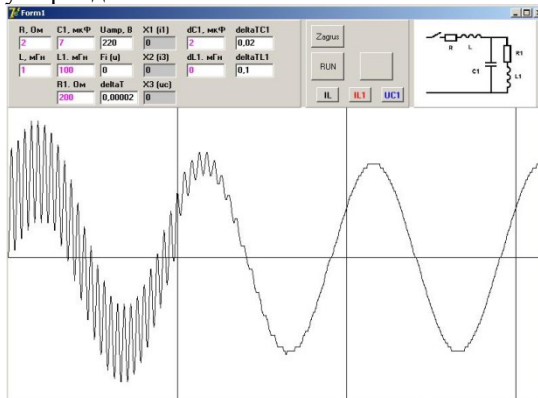 Form1
R, Ом C1, мкФ Uamp, В X1 (i1) dC1, мкФ deltaTC1
2 7 220 0 2 0,02
L, мГн L1. мГн Fi (u) X2 (i3) dL1. мГн deltaTL1
1 100 0 0 0 0,1
R1. Ом deltaT X3 (uc)
200 0,00002 0
Zagrus
RUN
IL IL1 UC1
R L
C1 R1
L1